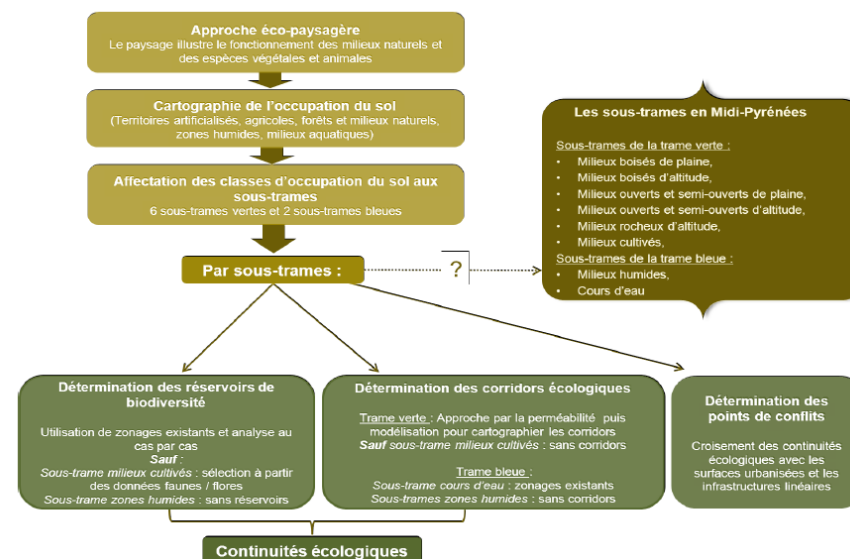 Approche éco-paysagère
Le paysage illustre le fonctionnement des milieux naturels et
des espèces végétales et animales
Cartographie de l'occupation du sol
(Territoires artificialisés, agricoles, forêts et milieux naturels,
zones humides, milieux aquatiques)
Affectation des classes d'occupation du sol aux
sous-trames
6 sous-trames vertes et 2 sous-trames bleues
Par sous-trames :
?
Les sous-trames en Midi-Pyrénées
Sous-trames de la trame verte :
• Milieux boisés de plaine,
• Milieux boisés d'altitude,
• Milieux ouverts et semi-ouverts de plaine,
• Milieux ouverts et semi-ouverts d'altitude,
• Milieux rocheux d'altitude,
• Milieux cultivés,
Sous-trames de la trame bleue :
• Milieux humides,
• Cours d'eau
Détermination des réservoirs de
biodiversité
Utilisation de zonages existants et analyse au
cas par cas
Sauf :
Sous-trame milieux cultivés : sélection à partir
des données faunes / flores
Sous-trame zones humides : sans réservoirs
Détermination des corridors écologiques
Trame verte : Approche par la perméabilité puis
modélisation pour cartographier les corridors
Sauf sous-trame milieux cultivés : sans corridors
Trame bleue :
Sous-trame cours d'eau : zonages existants
Sous-trames zones humides : sans corridors
Détermination des
points de conflits
Croisement des continuités
écologiques avec les
surfaces urbanisées et les
infrastructures linéaires
Continuités écologiques